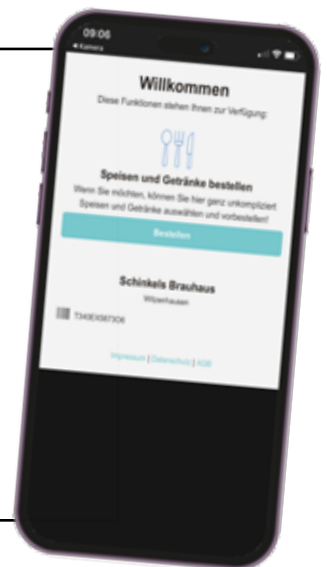 09:06
◀ Kamera
Willkommen
Diese Funktionen stehen Ihnen zur Verfügung:
Speisen und Getränke bestellen
Wenn Sie möchten, können Sie hier ganz unkompliziert
Speisen und Getränke auswählen und vorbestellen!
Bestellen
Schinkels Brauhaus
Witzenhausen
Impressum | Datenschutz | AGB